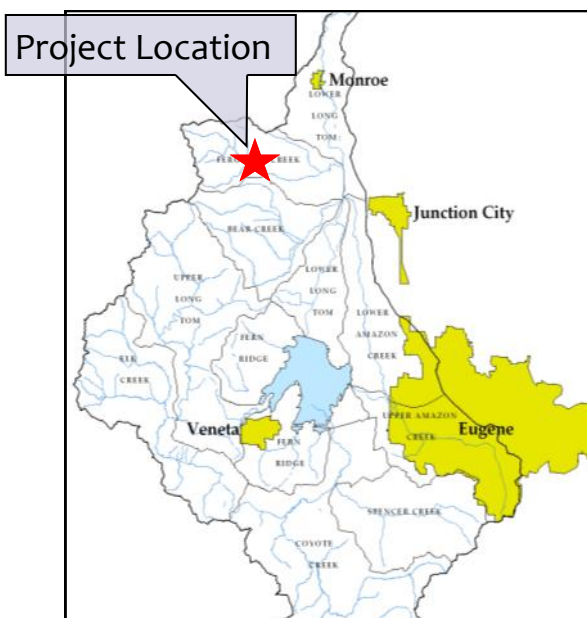 Project Location
Monroe
LOWER
LONG
TOM
CREEK
Junction City
BEAR CREEK
UPPER
LONG
TOM
LOWER
LONG
TOM
LOWER
AMAZON
CREEK
FERN
RIDGE
ELK
CREEK
Veneta
FERN
RIDGE
UPPER AMAZON
CREEK
Eugene
SPENCER CREEK
COYOTE
CREEK